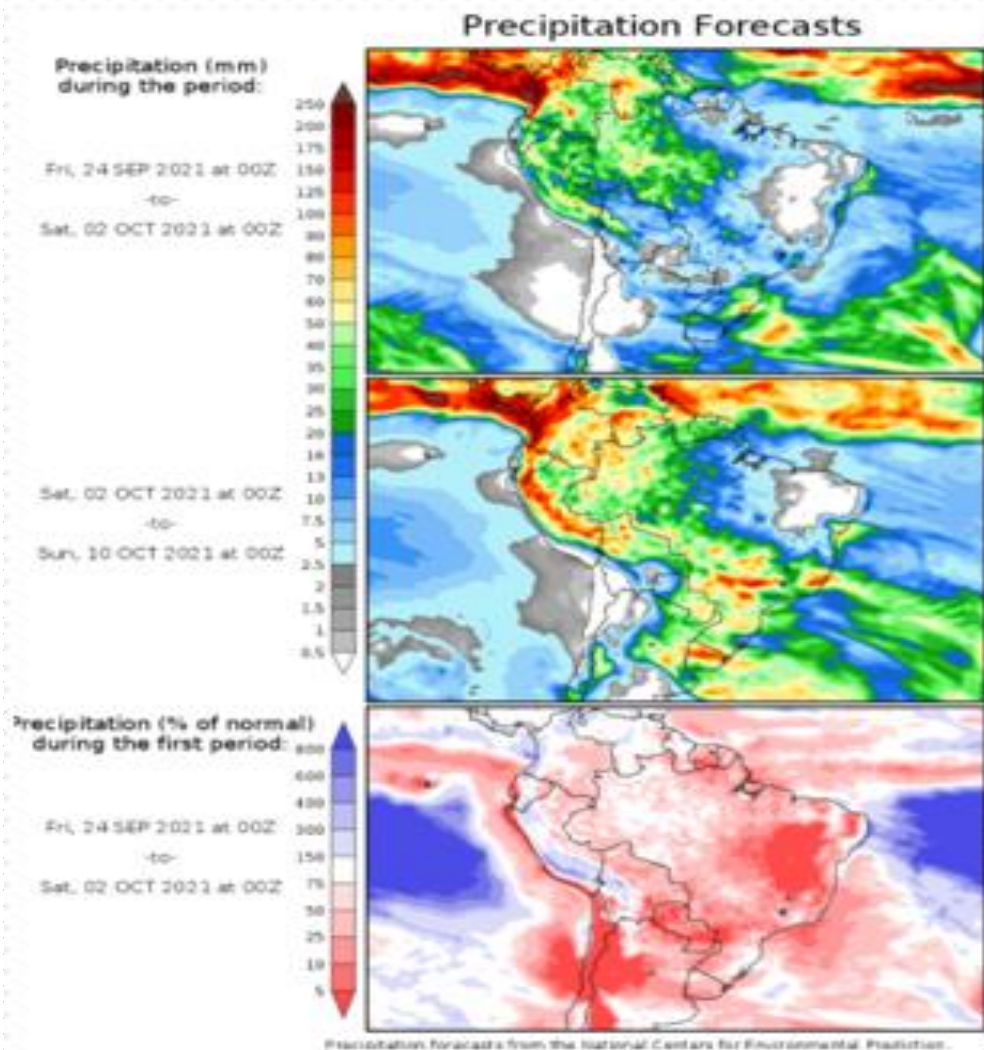 Precipitation Forecasts
Precipitation (mm)
during the period:
Fri, 24 SEP 2021 at 00Z
-to-
Sat, 02 OCT 2021 at 00Z
250
200
175
150
125
100
90
80
70
60
50
40
35
30
25
20
16
13
10
7.5
5
2.5
2
1.5
1
0.5
Sat, 02 OCT 2021 at 00Z
-to-
Sun, 10 OCT 2021 at 00Z
Precipitation (% of normal)
during the first period:
Fri, 24 SEP 2021 at 00Z
-to-
Sat, 02 OCT 2021 at 00Z
800
600
400
300
150
75
50
25
10
5
Precipitation forecasts from the National Centers for Environmental Prediction.